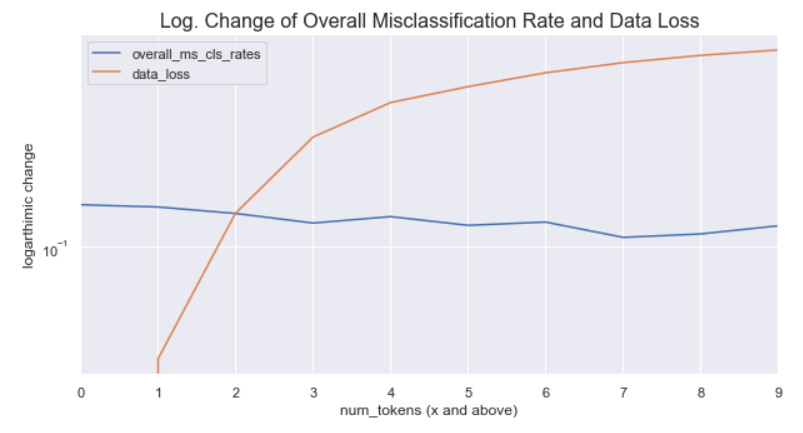 Log. Change of Overall Misclassification Rate and Data Loss
overall_ms_cls_rates
data_loss
logarthimic change
10⁻¹
0 1 2 3 4 5 6 7 8 9
num_tokens (x and above)